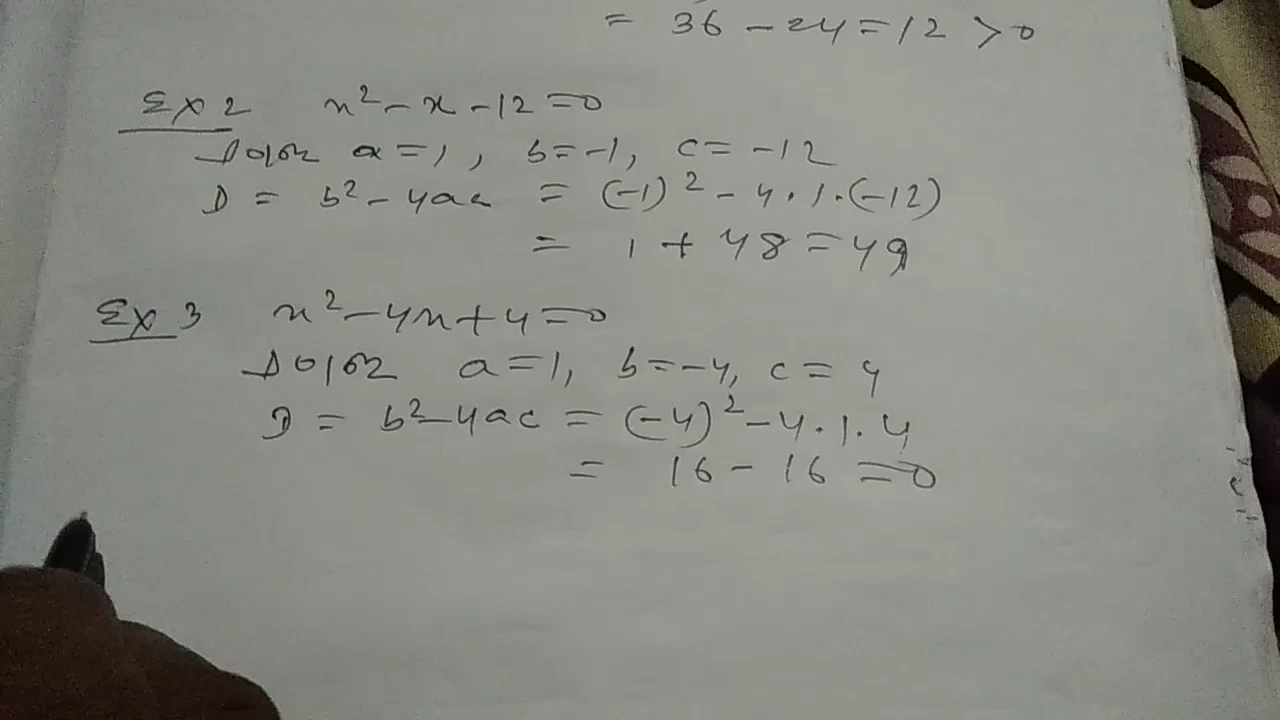 = 36 - 24 = 12 > 0
Ex 2 x² - x - 12 = 0
a = 1, b = -1, c = -12
D = b² - 4ac = (-1)² - 4.1.(-12)
= 1 + 48 = 49
Ex 3 x² - 4x + 4 = 0
a = 1, b = -4, c = 4
D = b² - 4ac = (-4)² - 4.1.4
= 16 - 16 = 0